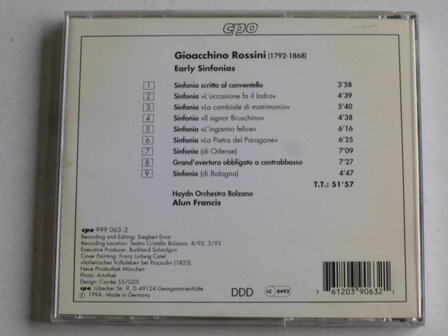 cpo
Gioacchino Rossini (1792-1868)
Early Sinfonias
1 Sinfonia scritta al conventello 3'58
2 Sinfonia »L'occasione fa il ladro« 4'39
3 Sinfonia »La cambiale di matrimonio« 5'40
4 Sinfonia »Il signor Bruschino« 4'38
5 Sinfonia »L'inganno felice« 6'16
6 Sinfonia »La Pietra del Paragone« 6'25
7 Sinfonia (di Odense) 7'09
8 Grand'overtura obbligato a contrabbasso 7'27
9 Sinfonia (di Bologna) 4'47
T.T.: 51'57
Haydn Orchestra Bolzano
Alun Francis
cpo 999 063-2
Recording and Editing: Siegbert Ernst
Recording Location: Teatro Cristallo Bolzano, 8/92, 3/93
Executive Producer: Burkhard Schmilgun
Cover Painting: Franz Ludwig Catel
»Italienisches Volksleben bei Pozzudi« (1823)
Neue Pinakothek München
Photo: Artothek
Design: Carrée 53/GDS
cpo, Lübecker Str. 9, D-49124 Georgsmarienhütte
℗ 1994 · Made in Germany
DDD
LC 8492
7 61203 90632 1